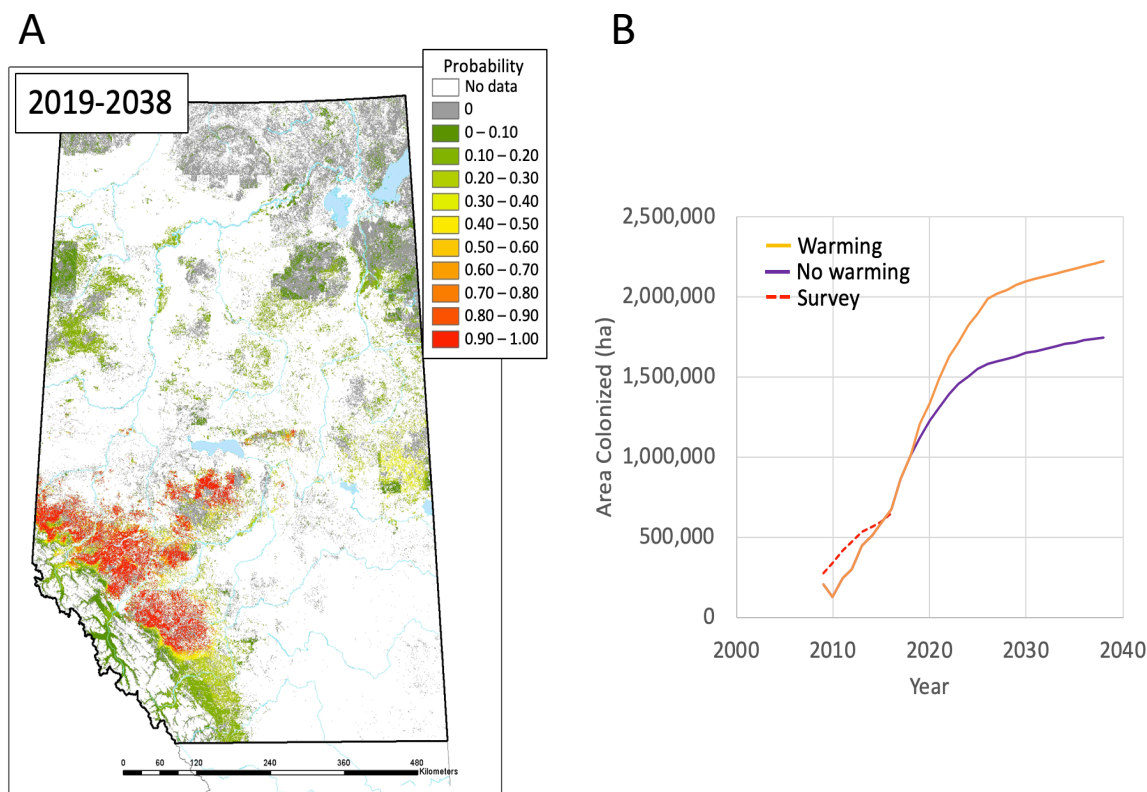 A
2019-2038
Probability
No data
0
0 – 0.10
0.10 – 0.20
0.20 – 0.30
0.30 – 0.40
0.40 – 0.50
0.50 – 0.60
0.60 – 0.70
0.70 – 0.80
0.80 – 0.90
0.90 – 1.00
0 60 120 240 360 480
Kilometers
B
Area Colonized (ha)
2,500,000
2,000,000
1,500,000
1,000,000
500,000
0
Warming
No warming
Survey
2000 2010 2020 2030 2040
Year